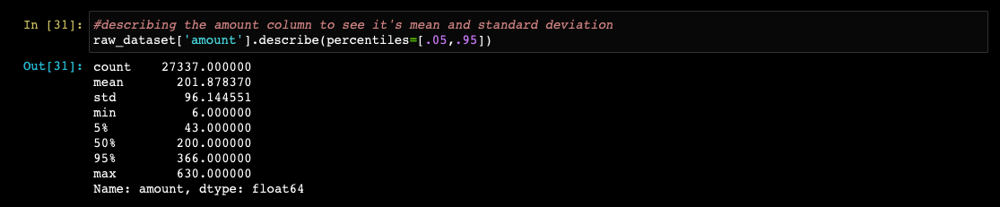 In [31]: #describing the amount column to see it's mean and standard deviation
raw_dataset['amount'].describe(percentiles=[.05,.95])
Out[31]: count    27337.000000
mean       201.878370
std         96.144551
min          6.000000
5%          43.000000
50%        200.000000
95%        366.000000
max        630.000000
Name: amount, dtype: float64